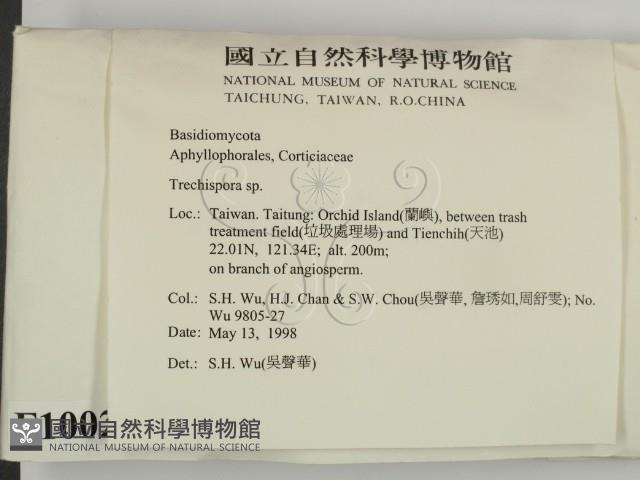 國立自然科學博物館
NATIONAL MUSEUM OF NATURAL SCIENCE
TAICHUNG, TAIWAN, R.O.CHINA
Basidiomycota
Aphyllophorales, Corticiaceae
Trechispora sp.
Loc.: Taiwan. Taitung: Orchid Island(蘭嶼), between trash
treatment field(垃圾處理場) and Tienchih(天池)
22.01N, 121.34E; alt. 200m;
on branch of angiosperm.
Col.: S.H. Wu, H.J. Chan & S.W. Chou(吳聲華, 詹琇如,周舒雯); No.
Wu 9805-27
Date: May 13, 1998
Det.: S.H. Wu(吳聲華)
國立自然科學博物館
NATIONAL MUSEUM OF NATURAL SCIENCE